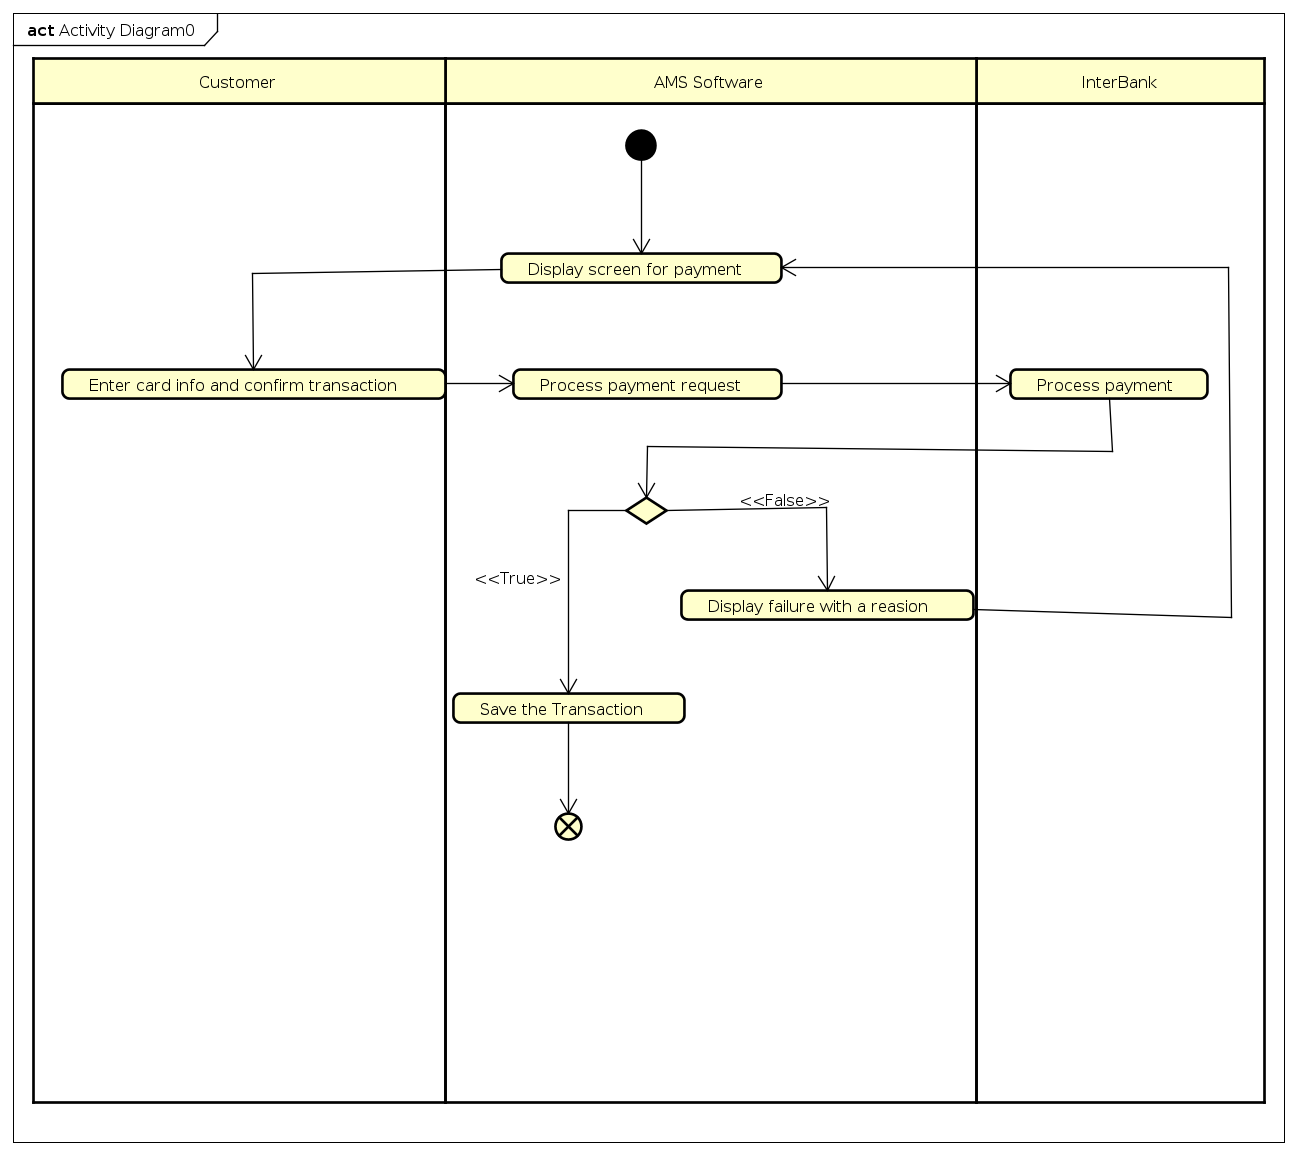 act Activity Diagram0
Customer
AMS Software
InterBank
Display screen for payment
Enter card info and confirm transaction
Process payment request
Process payment
<<False>>
<<True>>
Display failure with a reasion
Save the Transaction